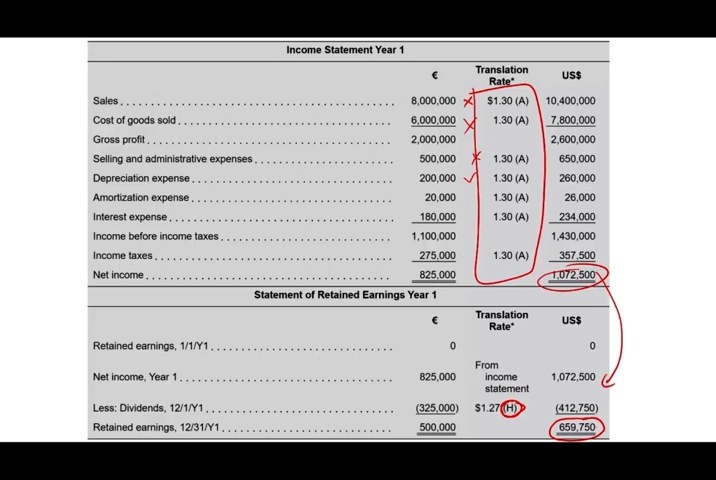 Income Statement Year 1
€ Translation Rate* US$
Sales 8,000,000 $1.30 (A) 10,400,000
Cost of goods sold 6,000,000 1.30 (A) 7,800,000
Gross profit 2,000,000 2,600,000
Selling and administrative expenses 500,000 1.30 (A) 650,000
Depreciation expense 200,000 1.30 (A) 260,000
Amortization expense 20,000 1.30 (A) 26,000
Interest expense 180,000 1.30 (A) 234,000
Income before income taxes 1,100,000 1,430,000
Income taxes 275,000 1.30 (A) 357,500
Net income 825,000 1,072,500
Statement of Retained Earnings Year 1
€ Translation Rate* US$
Retained earnings, 1/1/Y1 0 0
Net income, Year 1 825,000 From income statement 1,072,500
Less: Dividends, 12/1/Y1 (325,000) $1.27 (H) (412,750)
Retained earnings, 12/31/Y1 500,000 659,750